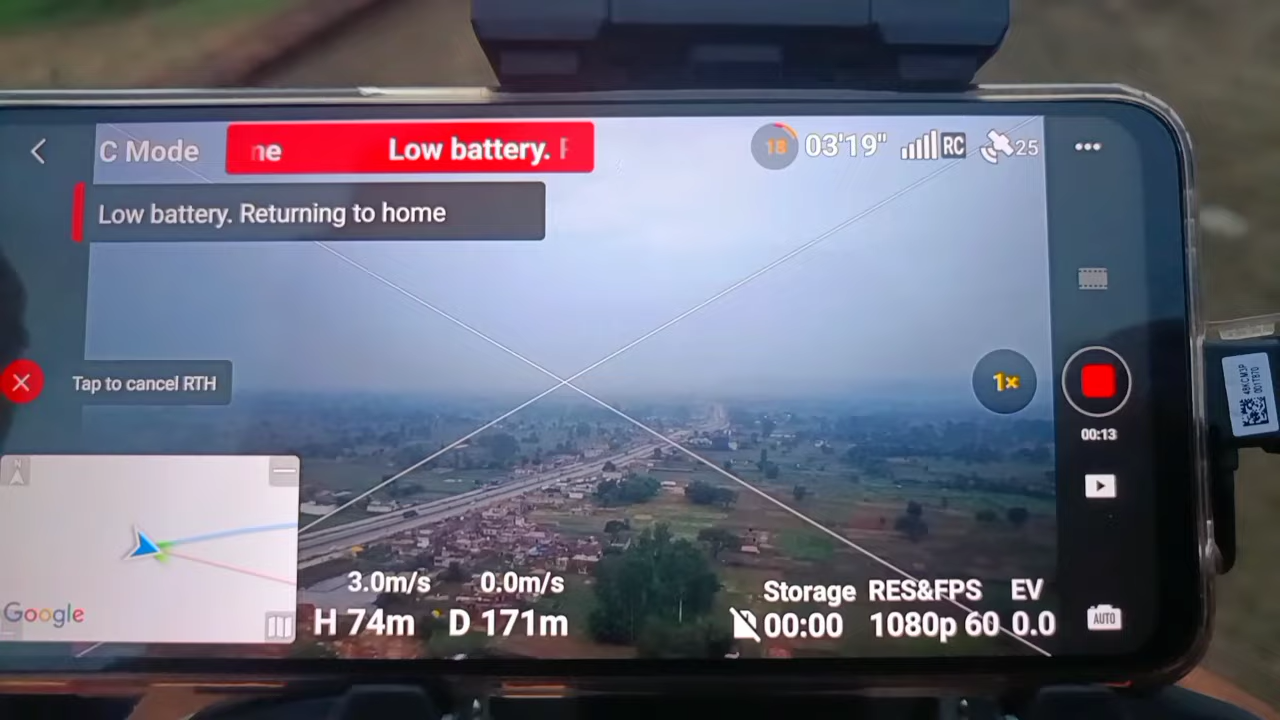 C Mode
ne Low battery.
18
03'19"
RC
25
Low battery. Returning to home
Tap to cancel RTH
1×
00:13
N
Google
3.0m/s 0.0m/s
H 74m D 171m
Storage RES&FPS EV
00:00 1080p 60 0.0
AUTO